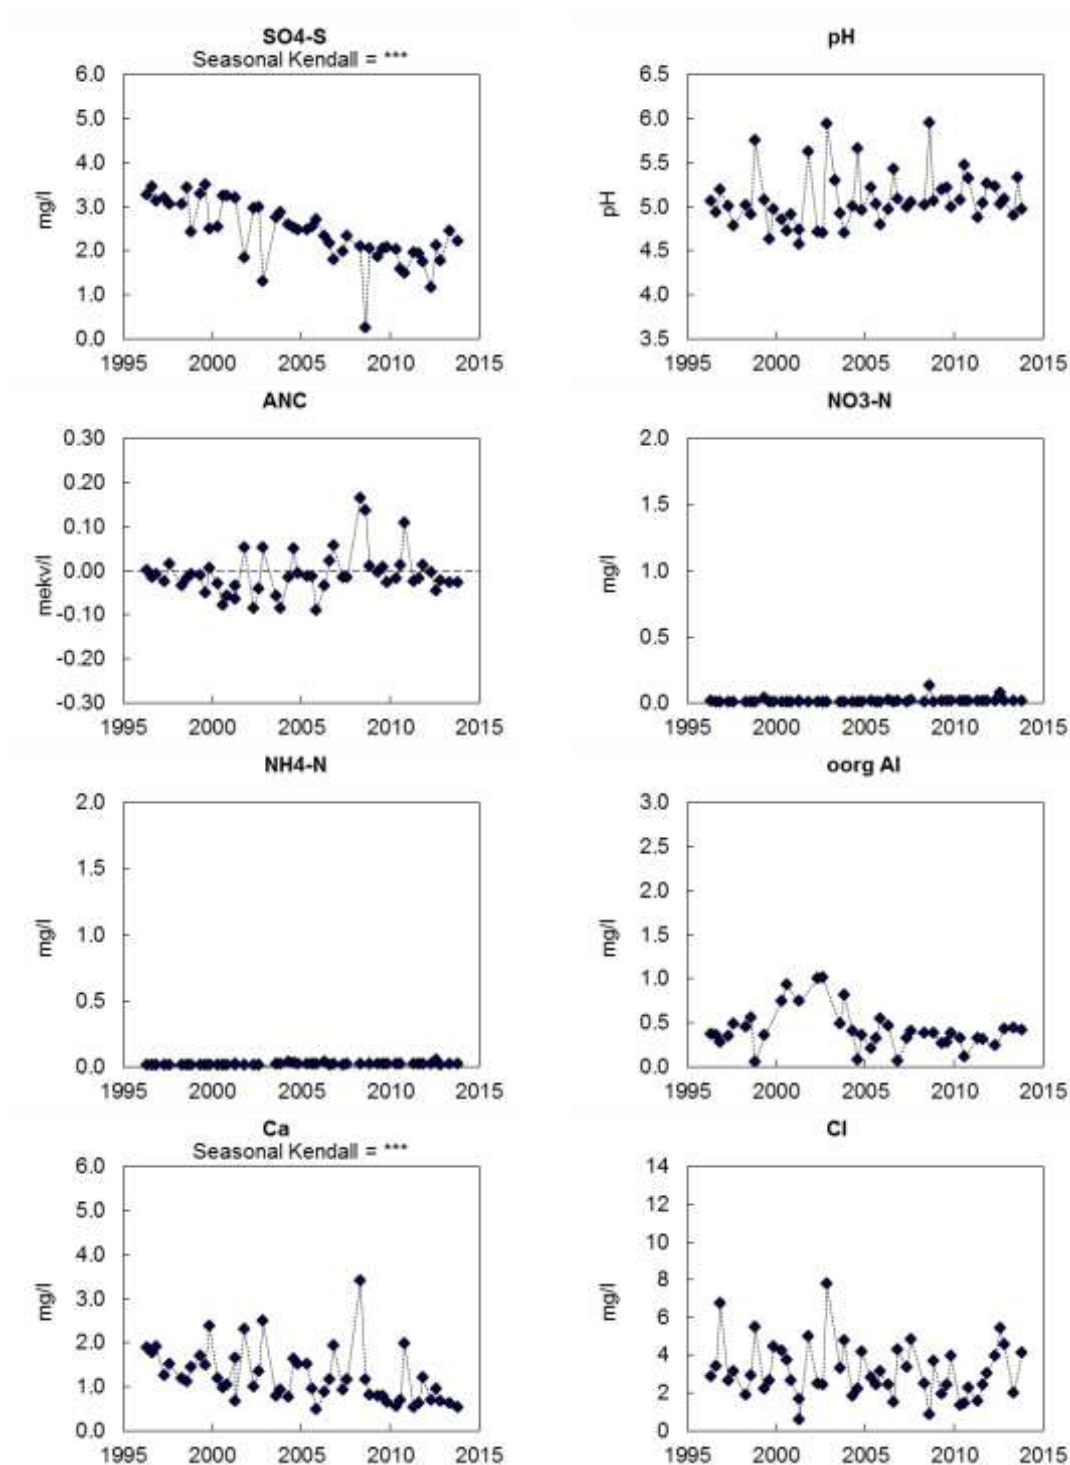 SO4-S
Seasonal Kendall = ***
6.0
5.0
4.0
3.0
2.0
1.0
0.0
mg/l
1995 2000 2005 2010 2015
pH
6.5
6.0
5.5
5.0
4.5
4.0
3.5
pH
1995 2000 2005 2010 2015
ANC
0.30
0.20
0.10
0.00
-0.10
-0.20
-0.30
mekv/l
1995 2000 2005 2010 2015
NO3-N
2.0
1.5
1.0
0.5
0.0
mg/l
1995 2000 2005 2010 2015
NH4-N
2.0
1.5
1.0
0.5
0.0
mg/l
1995 2000 2005 2010 2015
oorg Al
3.0
2.5
2.0
1.5
1.0
0.5
0.0
mg/l
1995 2000 2005 2010 2015
Ca
Seasonal Kendall = ***
6.0
5.0
4.0
3.0
2.0
1.0
0.0
mg/l
1995 2000 2005 2010 2015
Cl
14
12
10
8
6
4
2
0
mg/l
1995 2000 2005 2010 2015